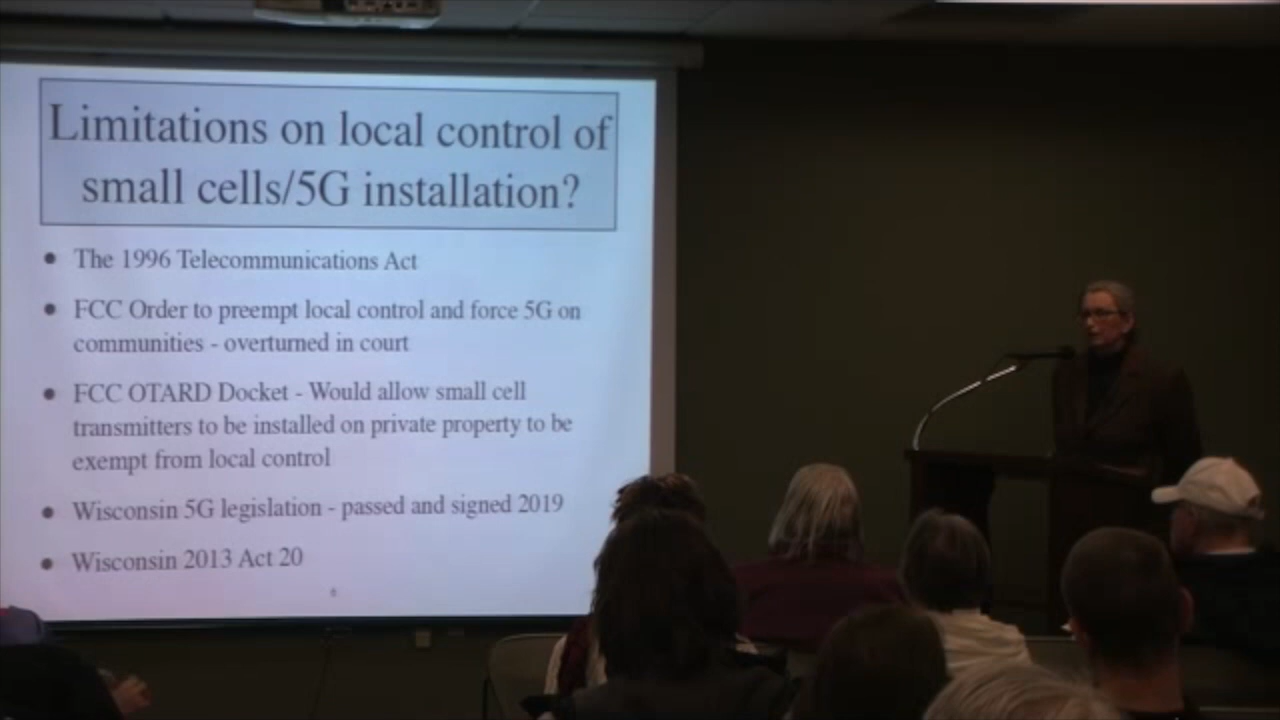 Limitations on local control of
small cells/5G installation?
• The 1996 Telecommunications Act
• FCC Order to preempt local control and force 5G on
communities - overturned in court
• FCC OTARD Docket - Would allow small cell
transmitters to be installed on private property to be
exempt from local control
• Wisconsin 5G legislation - passed and signed 2019
• Wisconsin 2013 Act 20